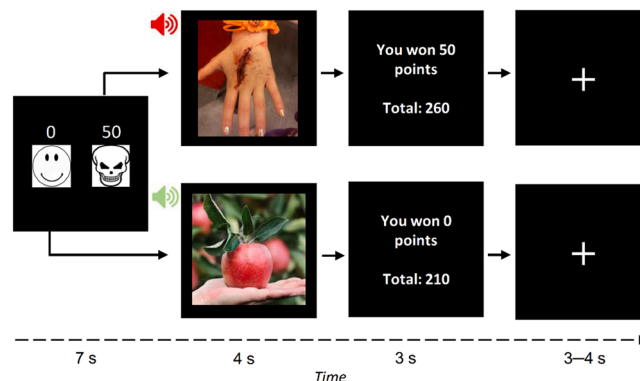 0 50
You won 50
points
Total: 260
You won 0
points
Total: 210
7 s 4 s 3 s 3–4 s
Time